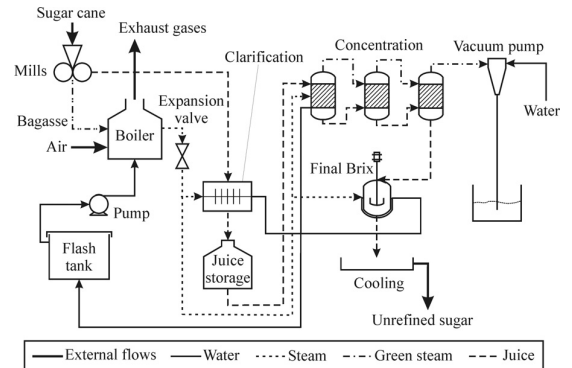 Sugar cane
Exhaust gases
Clarification
Concentration
Vacuum pump
Mills
Expansion
valve
Bagasse
Boiler
Air
Water
Final Brix
Pump
Flash
tank
Juice
storage
Cooling
Unrefined sugar
External flows Water Steam Green steam Juice